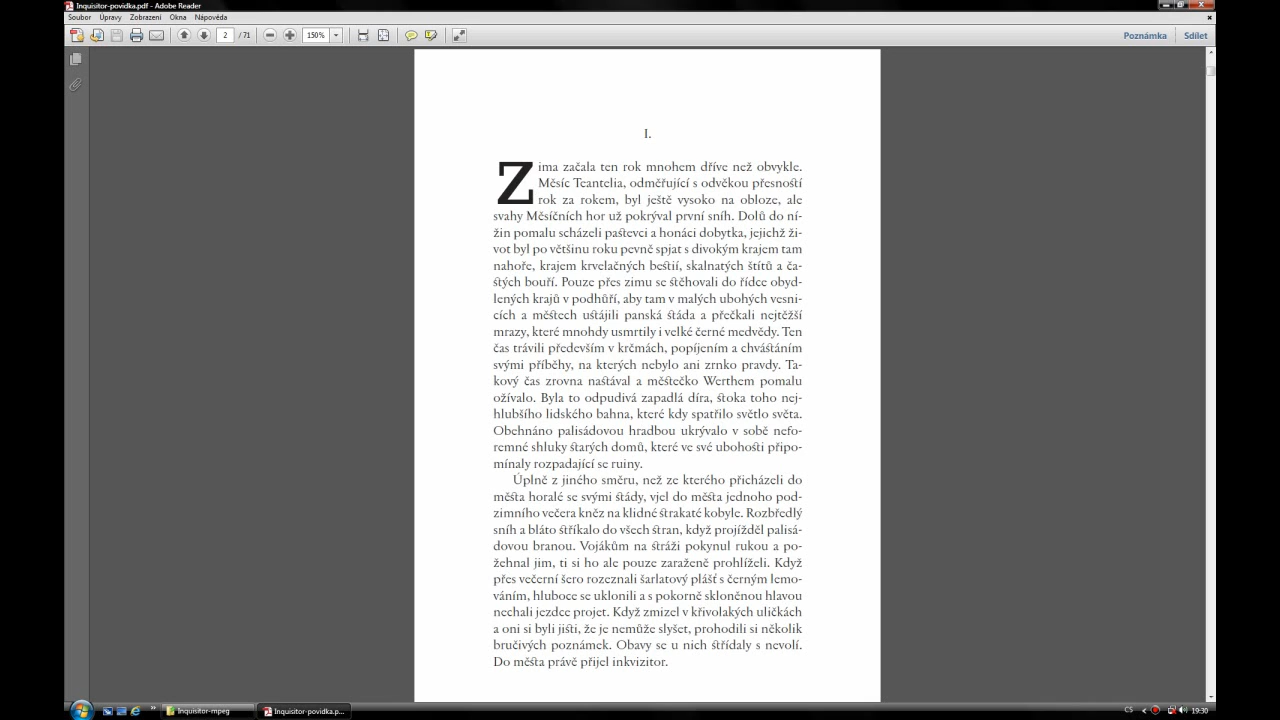 Inquisitor-povidka.pdf - Adobe Reader
Soubor Úpravy Zobrazení Okna Nápověda
2 / 71 150% Poznámka Sdílet
I.
Zima začala ten rok mnohem dříve než obvykle.
Měsíc Teantelia, odměřující s odvěkou přesností
rok za rokem, byl ještě vysoko na obloze, ale
svahy Měsíčních hor už pokrýval první sníh. Dolů do ní-
žin pomalu scházeli pastevci a honáci dobytka, jejichž ži-
vot byl po většinu roku pevně spjat s divokým krajem tam
nahoře, krajem krvelačných bestií, skalnatých štítů a ča-
stých bouří. Pouze přes zimu se stěhovali do řídce obyd-
lených krajů v podhůří, aby tam v malých ubohých vesni-
cích a městech ustájili panská stáda a přečkali nejtěžší
mrazy, které mnohdy usmrtily i velké černé medvědy. Ten
čas trávili především v krčmách, popíjením a chvástáním
svými příběhy, na kterých nebylo ani zrnko pravdy. Ta-
kový čas zrovna nastával a městečko Werthem pomalu
ožívalo. Byla to odpudivá zapadlá díra, stoka toho nej-
hlubšího lidského bahna, které kdy spatřilo světlo světa.
Obehnáno palisádovou hradbou ukrývalo v sobě nefo-
remné shluky starých domů, které ve své ubohosti připo-
mínaly rozpadající se ruiny.
Úplně z jiného směru, než ze kterého přicházeli do
města horalé se svými stády, vjel do města jednoho pod-
zimního večera kněz na klidné strakaté kobyle. Rozbředlý
sníh a bláto stříkalo do všech stran, když projížděl palisá-
dovou branou. Vojákům na stráži pokynul rukou a po-
žehnal jim, ti si ho ale pouze zaraženě prohlíželi. Když
přes večerní šero rozeznali šarlatový plášť s černým lemo-
váním, hluboce se uklonili a s pokorně skloněnou hlavou
nechali jezdce projet. Když zmizel v křivolakých uličkách
a oni si byli jisti, že je nemůže slyšet, prohodili si několik
bručivých poznámek. Obavy se u nich střídaly s nevolí.
Do města právě přijel inkvizitor.
Inquisitor-mpeg Inquisitor-povidka.p... CS 19:30